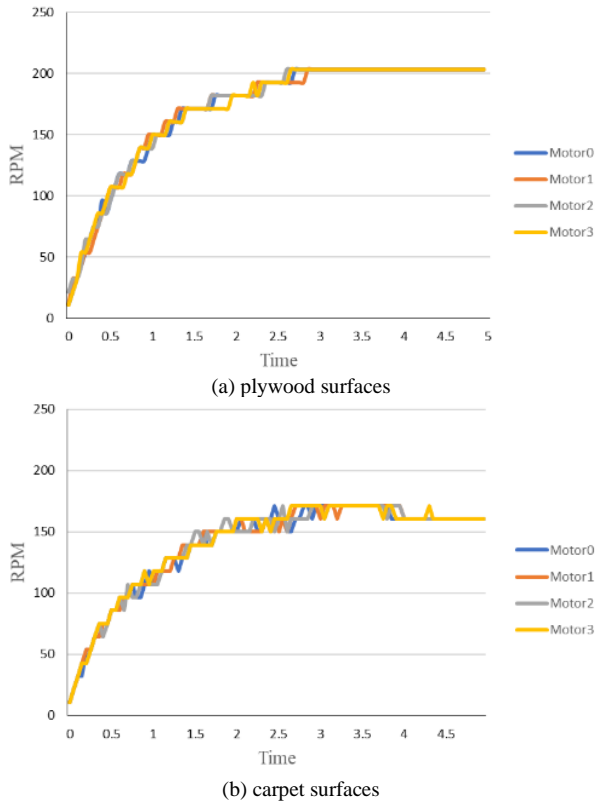 250
200
150
100
50
0
RPM
0 0.5 1 1.5 2 2.5 3 3.5 4 4.5 5
Time
Motor0
Motor1
Motor2
Motor3
(a) plywood surfaces
250
200
150
100
50
0
RPM
0 0.5 1 1.5 2 2.5 3 3.5 4 4.5
Time
Motor0
Motor1
Motor2
Motor3
(b) carpet surfaces